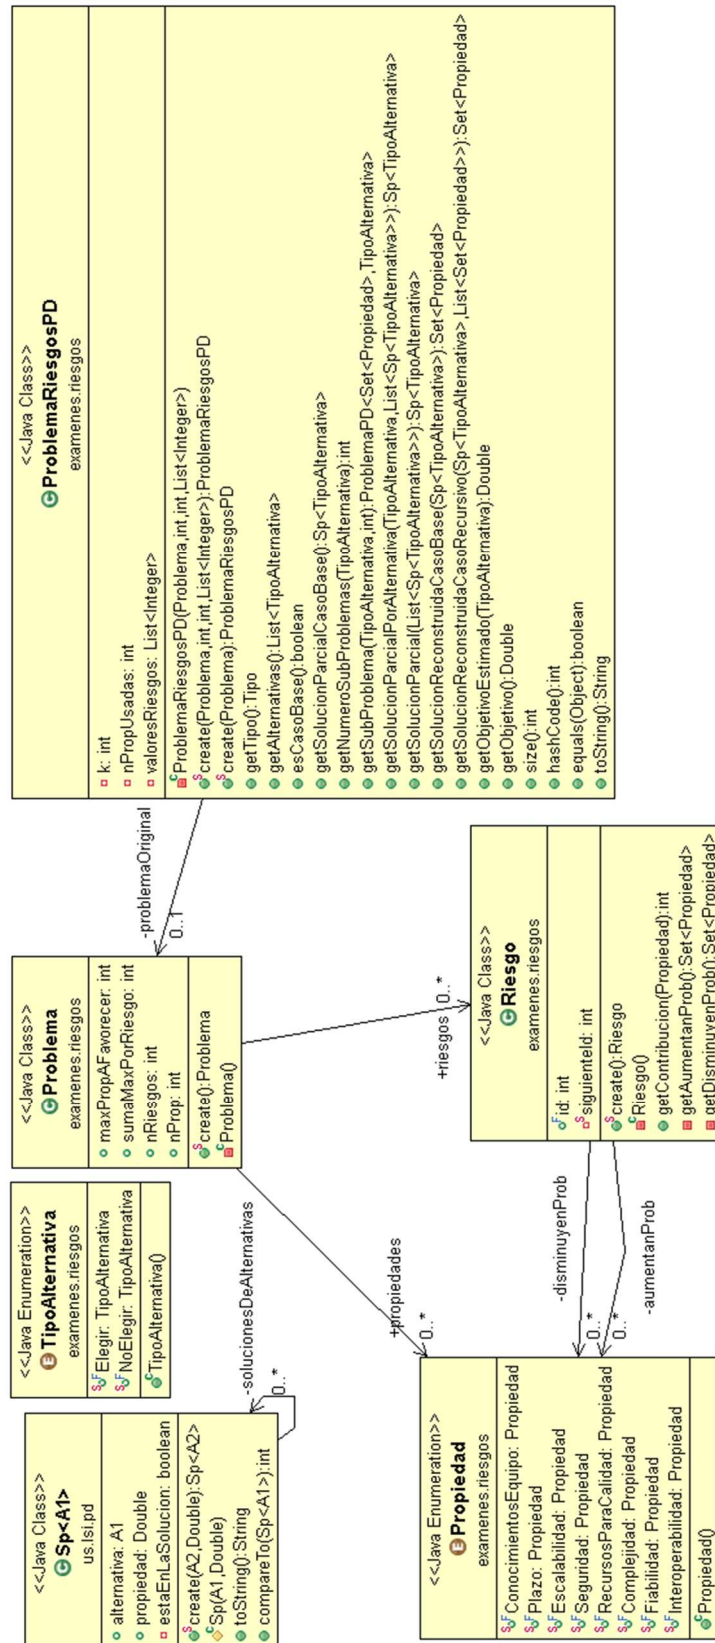 <<Java Class>>
Sp<A1>
us.lsi.pd
alternativa: A1
propiedad: Double
estaEnLaSolucion: boolean
create(A2,Double):Sp<A2>
Sp(A1,Double)
toString():String
compareTo(Sp<A1>):int
-solucionesDeAlternativas
0..*
<<Java Enumeration>>
TipoAlternativa
examenes.riesgos
Elegir: TipoAlternativa
NoElegir: TipoAlternativa
TipoAlternativa()
<<Java Class>>
Problema
examenes.riesgos
maxPropAFavorecer: int
sumaMaxPorRiesgo: int
nRiesgos: int
nProp: int
create():Problema
Problema()
-problemaOriginal
0..1
<<Java Class>>
ProblemaRiesgosPD
examenes.riesgos
k: int
nPropUsadas: int
valoresRiesgos: List<Integer>
ProblemaRiesgosPD(Problema,int,int,List<Integer>)
create(Problema,int,int,List<Integer>):ProblemaRiesgosPD
create(Problema):ProblemaRiesgosPD
getTipo():Tipo
getAlternativas():List<TipoAlternativa>
esCasoBase():boolean
getSolucionParcialCasoBase():Sp<TipoAlternativa>
getNumeroSubProblemas(TipoAlternativa):int
getSubProblema(TipoAlternativa,int):ProblemaPD<Set<Propiedad>,TipoAlternativa>
getSolucionParcialPorAlternativa(TipoAlternativa,List<Sp<TipoAlternativa>>):Sp<TipoAlternativa>
getSolucionParcial(List<Sp<TipoAlternativa>>):Sp<TipoAlternativa>
getSolucionReconstruidaCasoBase(Sp<TipoAlternativa>):Set<Propiedad>
getSolucionReconstruidaCasoRecursivo(Sp<TipoAlternativa>,List<Set<Propiedad>>):Set<Propiedad>
getObjetivoEstimado(TipoAlternativa):Double
getObjetivo():Double
size():int
hashCode():int
equals(Object):boolean
toString():String
<<Java Enumeration>>
Propiedad
examenes.riesgos
ConocimientosEquipo: Propiedad
Plazo: Propiedad
Escalabilidad: Propiedad
Seguridad: Propiedad
RecursosParaCalidad: Propiedad
Complejidad: Propiedad
Fiabilidad: Propiedad
Interoperabilidad: Propiedad
Propiedad()
+propiedades
0..*
-disminuyenProb
0..*
0..*
-aumentanProb
+riesgos
0..*
<<Java Class>>
Riesgo
examenes.riesgos
id: int
siguienteId: int
create():Riesgo
Riesgo()
getContribucion(Propiedad):int
getAumentanProb():Set<Propiedad>
getDisminuyenProb():Set<Propiedad>